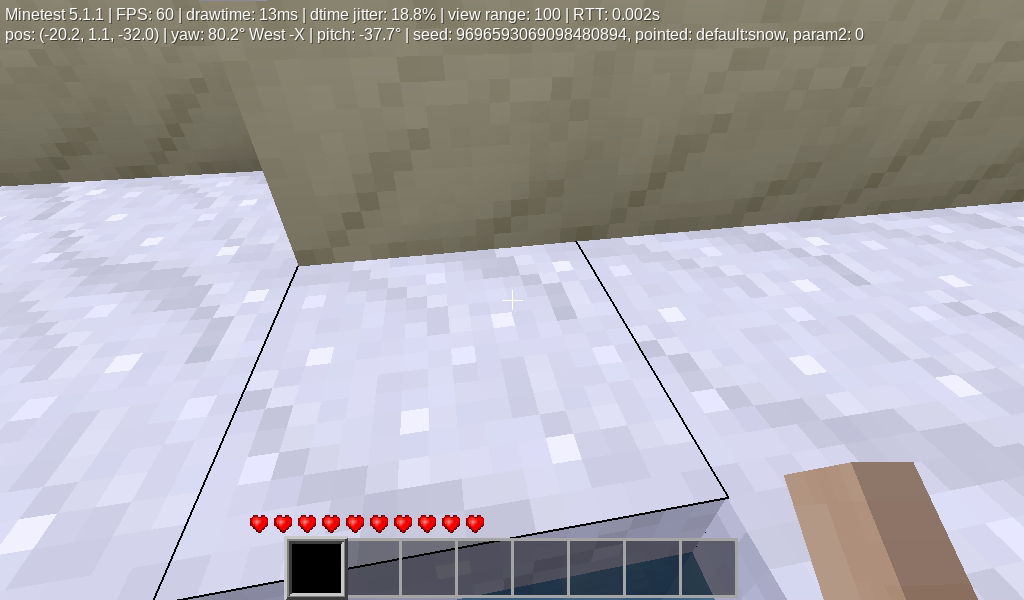 Minetest 5.1.1 | FPS: 60 | drawtime: 13ms | dtime jitter: 18.8% | view range: 100 | RTT: 0.002s
pos: (-20.2, 1.1, -32.0) | yaw: 80.2° West -X | pitch: -37.7° | seed: 9696593069098480894, pointed: default:snow, param2: 0